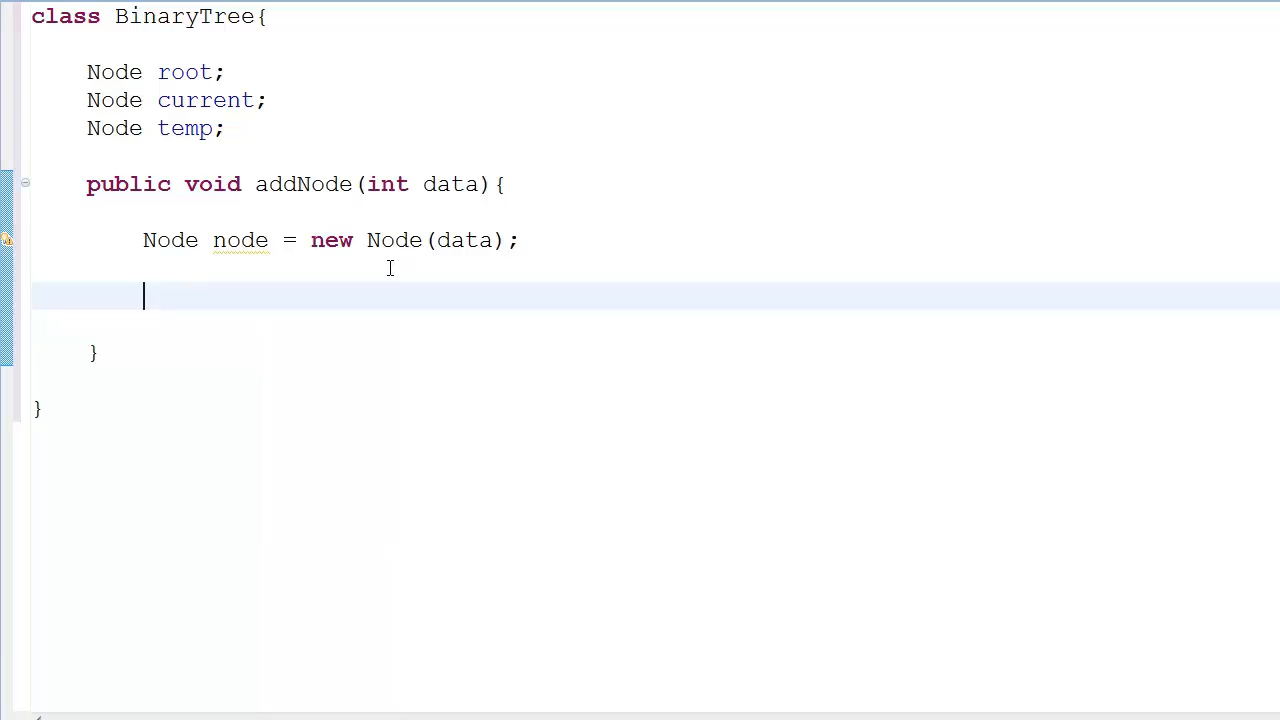 class BinaryTree{
Node root;
Node current;
Node temp;
public void addNode(int data){
Node node = new Node(data);
}
}